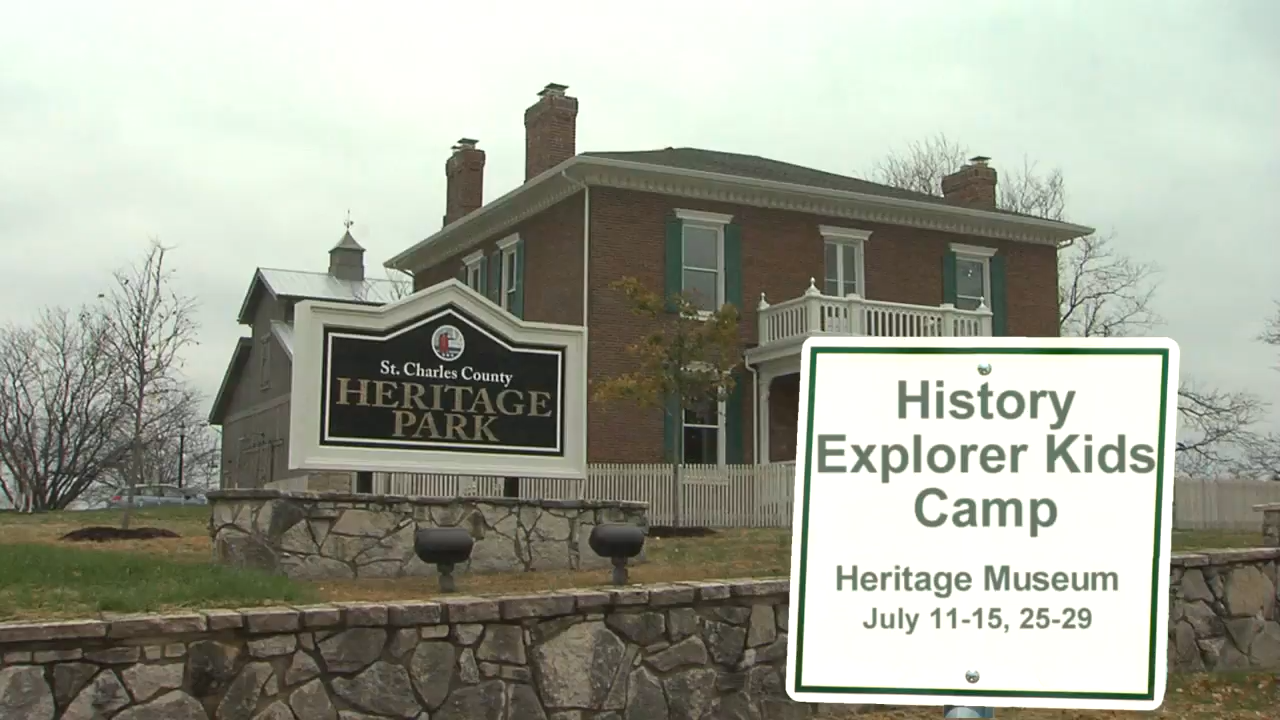 St. Charles County
HERITAGE
PARK
History
Explorer Kids
Camp
Heritage Museum
July 11-15, 25-29